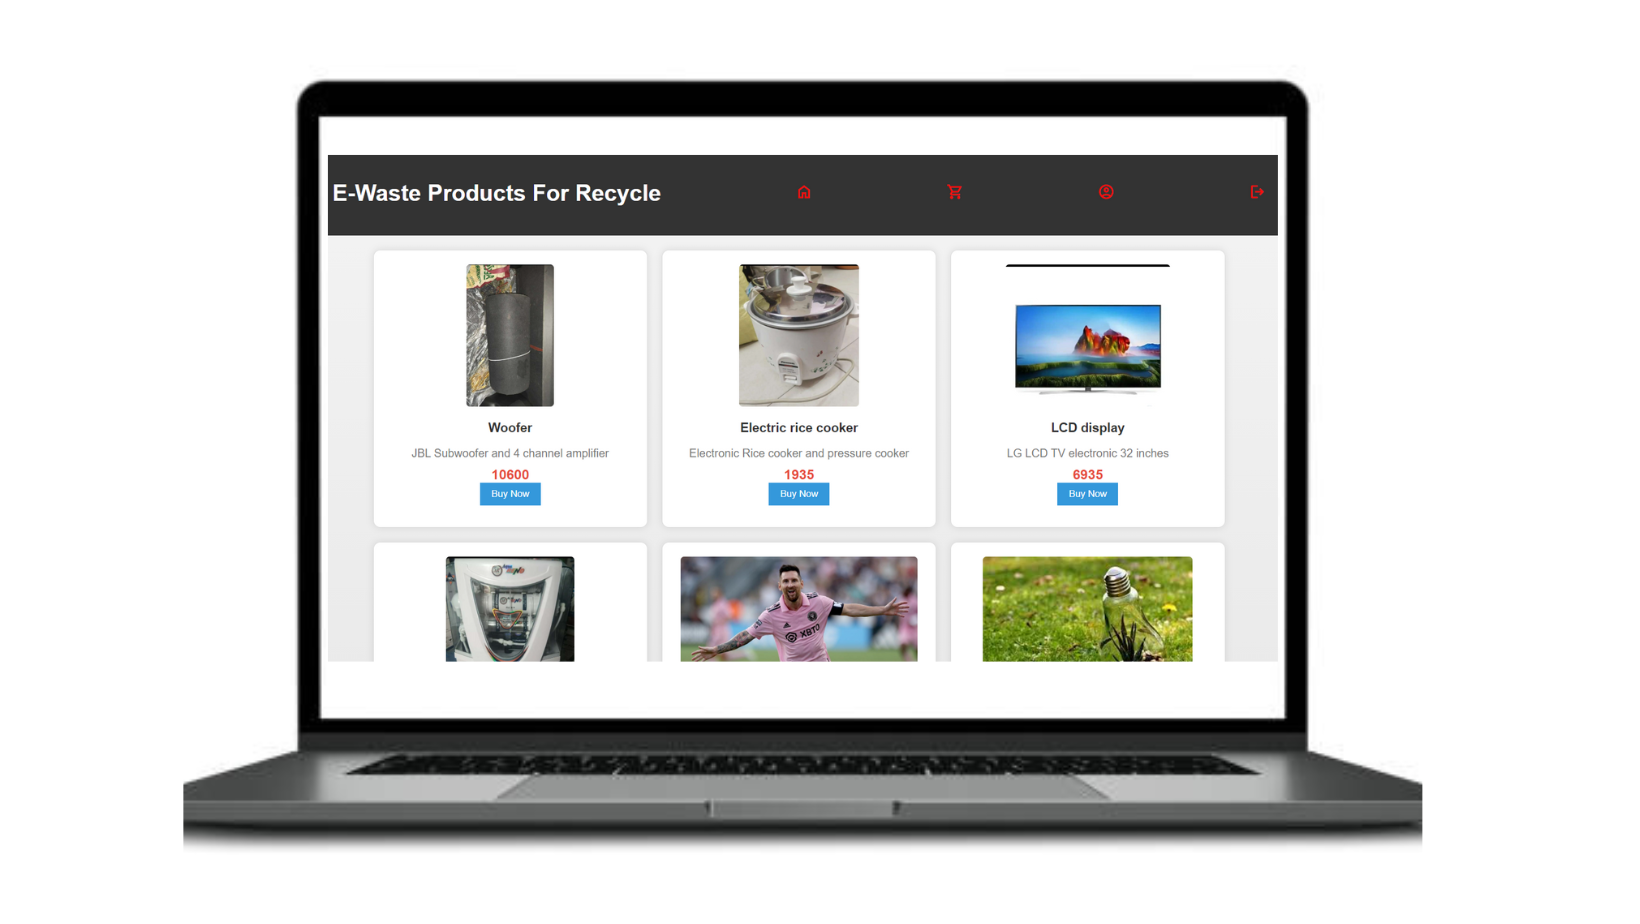 E-Waste Products For Recycle
Woofer
JBL Subwoofer and 4 channel amplifier
10600
Buy Now
Electric rice cooker
Electronic Rice cooker and pressure cooker
1935
Buy Now
LCD display
LG LCD TV electronic 32 inches
6935
Buy Now
XBTO